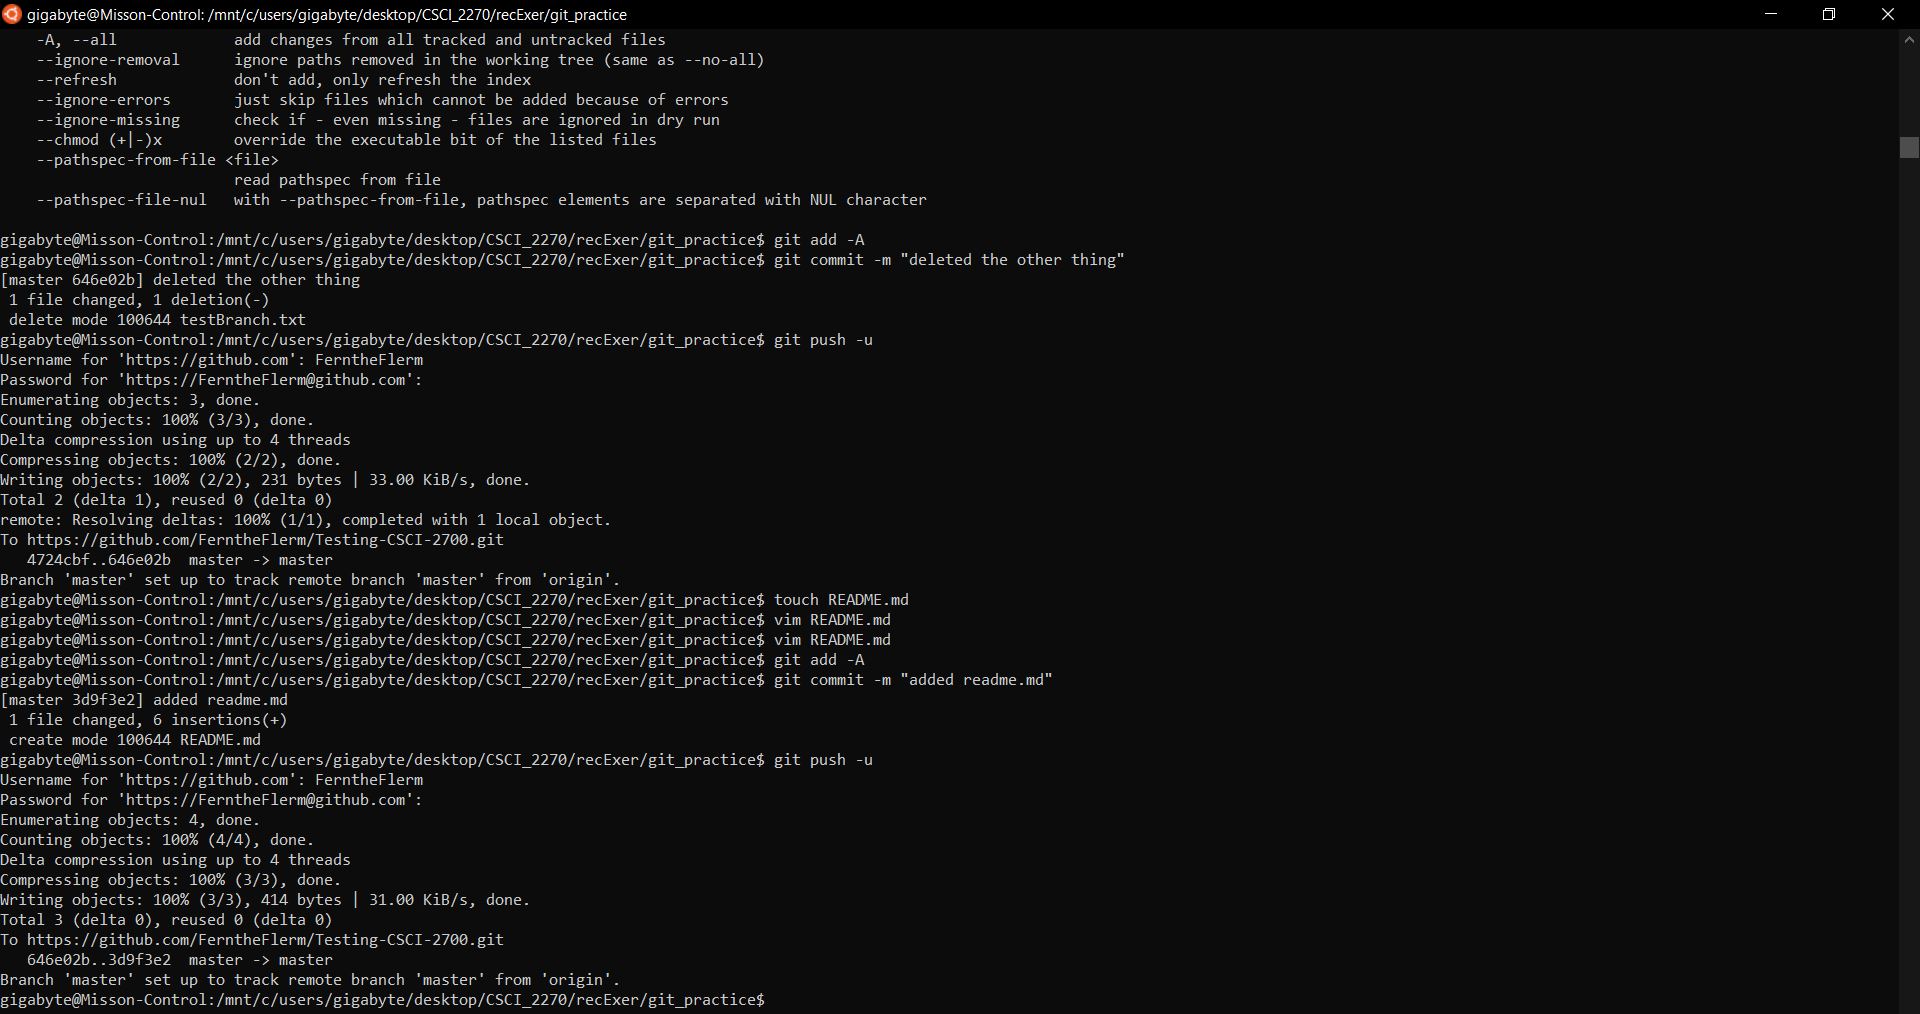 gigabyte@Misson-Control: /mnt/c/users/gigabyte/desktop/CSCI_2270/recExer/git_practice
    -A, --all             add changes from all tracked and untracked files
    --ignore-removal      ignore paths removed in the working tree (same as --no-all)
    --refresh             don't add, only refresh the index
    --ignore-errors       just skip files which cannot be added because of errors
    --ignore-missing      check if - even missing - files are ignored in dry run
    --chmod (+|-)x        override the executable bit of the listed files
    --pathspec-from-file <file>
                          read pathspec from file
    --pathspec-file-nul   with --pathspec-from-file, pathspec elements are separated with NUL character
gigabyte@Misson-Control:/mnt/c/users/gigabyte/desktop/CSCI_2270/recExer/git_practice$ git add -A
gigabyte@Misson-Control:/mnt/c/users/gigabyte/desktop/CSCI_2270/recExer/git_practice$ git commit -m "deleted the other thing"
[master 646e02b] deleted the other thing
 1 file changed, 1 deletion(-)
 delete mode 100644 testBranch.txt
gigabyte@Misson-Control:/mnt/c/users/gigabyte/desktop/CSCI_2270/recExer/git_practice$ git push -u
Username for 'https://github.com': FerntheFlerm
Password for 'https://FerntheFlerm@github.com':
Enumerating objects: 3, done.
Counting objects: 100% (3/3), done.
Delta compression using up to 4 threads
Compressing objects: 100% (2/2), done.
Writing objects: 100% (2/2), 231 bytes | 33.00 KiB/s, done.
Total 2 (delta 1), reused 0 (delta 0)
remote: Resolving deltas: 100% (1/1), completed with 1 local object.
To https://github.com/FerntheFlerm/Testing-CSCI-2700.git
   4724cbf..646e02b  master -> master
Branch 'master' set up to track remote branch 'master' from 'origin'.
gigabyte@Misson-Control:/mnt/c/users/gigabyte/desktop/CSCI_2270/recExer/git_practice$ touch README.md
gigabyte@Misson-Control:/mnt/c/users/gigabyte/desktop/CSCI_2270/recExer/git_practice$ vim README.md
gigabyte@Misson-Control:/mnt/c/users/gigabyte/desktop/CSCI_2270/recExer/git_practice$ vim README.md
gigabyte@Misson-Control:/mnt/c/users/gigabyte/desktop/CSCI_2270/recExer/git_practice$ git add -A
gigabyte@Misson-Control:/mnt/c/users/gigabyte/desktop/CSCI_2270/recExer/git_practice$ git commit -m "added readme.md"
[master 3d9f3e2] added readme.md
 1 file changed, 6 insertions(+)
 create mode 100644 README.md
gigabyte@Misson-Control:/mnt/c/users/gigabyte/desktop/CSCI_2270/recExer/git_practice$ git push -u
Username for 'https://github.com': FerntheFlerm
Password for 'https://FerntheFlerm@github.com':
Enumerating objects: 4, done.
Counting objects: 100% (4/4), done.
Delta compression using up to 4 threads
Compressing objects: 100% (3/3), done.
Writing objects: 100% (3/3), 414 bytes | 31.00 KiB/s, done.
Total 3 (delta 0), reused 0 (delta 0)
To https://github.com/FerntheFlerm/Testing-CSCI-2700.git
   646e02b..3d9f3e2  master -> master
Branch 'master' set up to track remote branch 'master' from 'origin'.
gigabyte@Misson-Control:/mnt/c/users/gigabyte/desktop/CSCI_2270/recExer/git_practice$